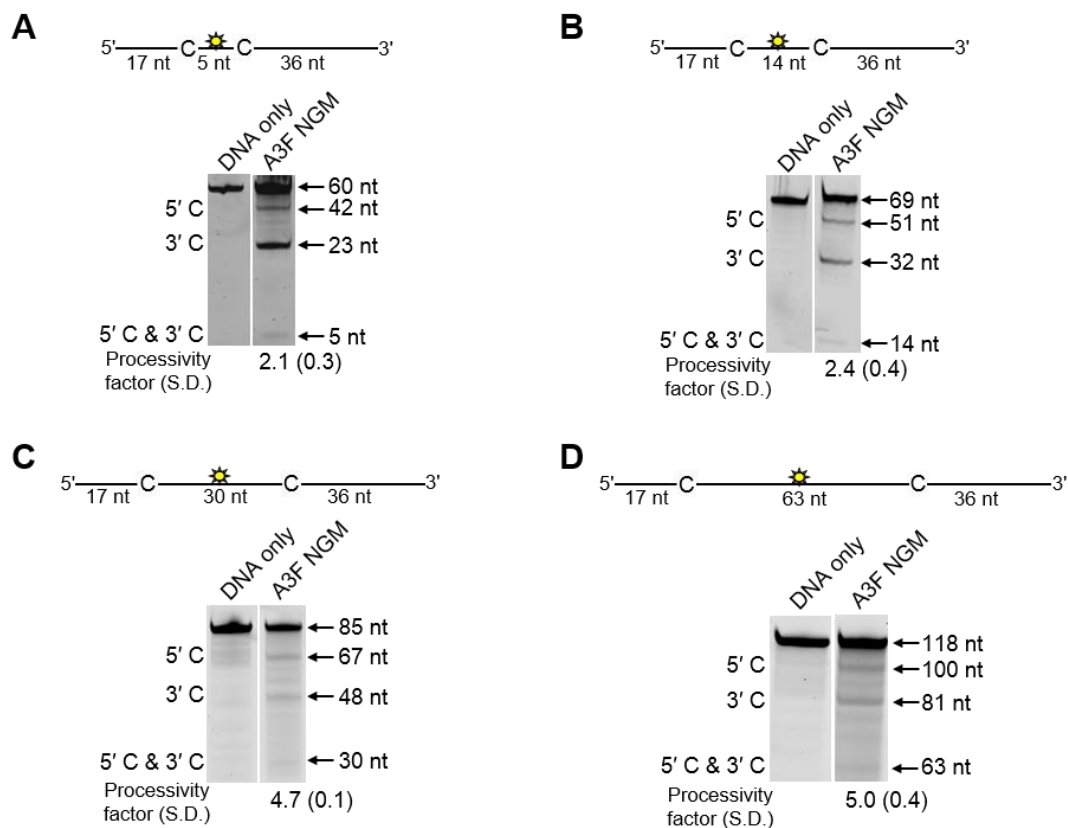 A
5' C C 3'
17 nt 5 nt 36 nt
DNA only
A3F NGM
60 nt
5′ C 42 nt
3′ C 23 nt
5′ C & 3′ C 5 nt
Processivity
factor (S.D.) 2.1 (0.3)
B
5' C C 3'
17 nt 14 nt 36 nt
DNA only
A3F NGM
69 nt
5′ C 51 nt
3′ C 32 nt
5′ C & 3′ C 14 nt
Processivity
factor (S.D.) 2.4 (0.4)
C
5' C C 3'
17 nt 30 nt 36 nt
DNA only
A3F NGM
85 nt
5′ C 67 nt
3′ C 48 nt
5′ C & 3′ C 30 nt
Processivity
factor (S.D.) 4.7 (0.1)
D
5' C C 3'
17 nt 63 nt 36 nt
DNA only
A3F NGM
118 nt
5′ C 100 nt
3′ C 81 nt
5′ C & 3′ C 63 nt
Processivity
factor (S.D.) 5.0 (0.4)